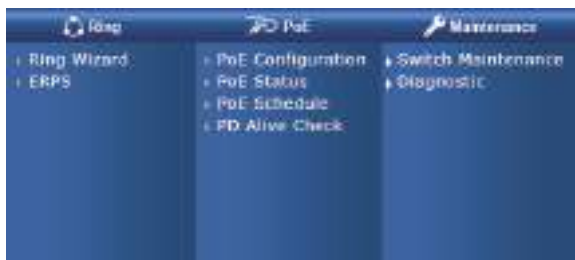 Ring
Ring Wizard
ERPS
PoE
PoE Configuration
PoE Status
PoE Schedule
PD Alive Check
Maintenance
Switch Maintenance
Diagnostic